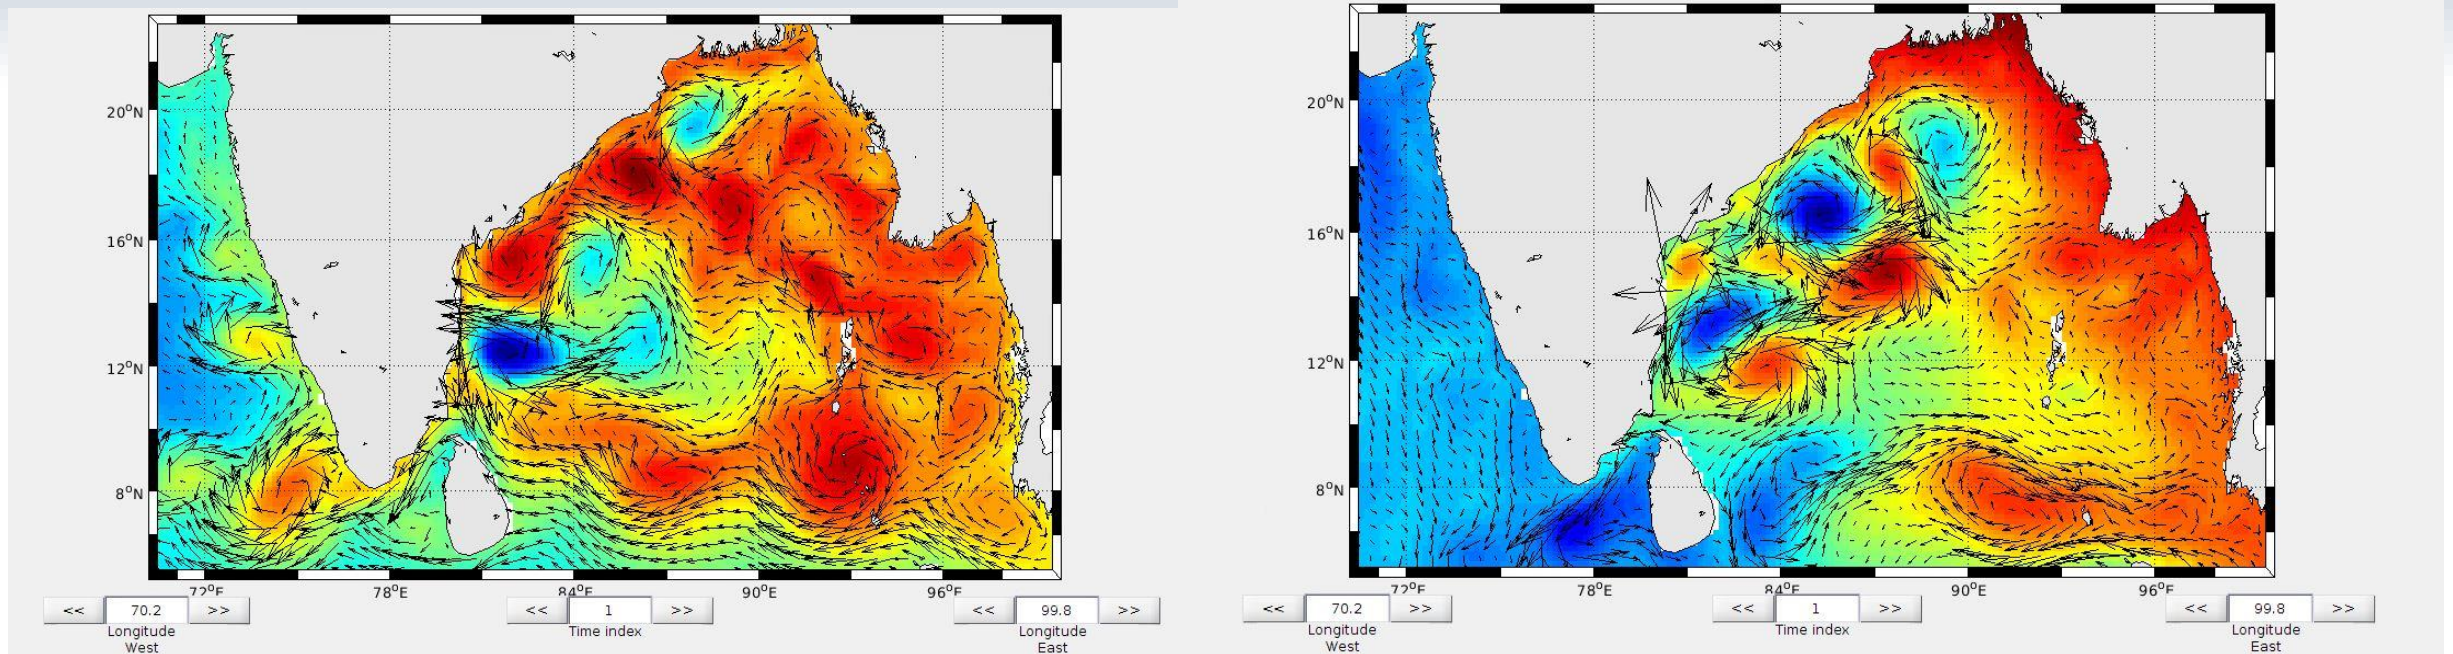 20°N
16°N
12°N
8°N
72°E
78°E
84°E
90°E
96°E
<< 70.2 >>
Longitude
West
<< 1 >>
Time index
<< 99.8 >>
Longitude
East
20°N
16°N
12°N
8°N
72°E
78°E
84°E
90°E
96°E
<< 70.2 >>
Longitude
West
<< 1 >>
Time index
<< 99.8 >>
Longitude
East